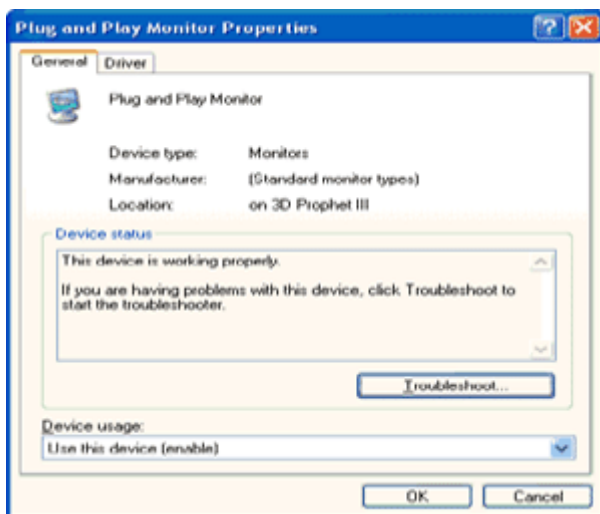 Plug and Play Monitor Properties
General Driver
Plug and Play Monitor
Device type: Monitors
Manufacturer: (Standard monitor types)
Location: on 3D Prophet III
Device status
This device is working properly.
If you are having problems with this device, click Troubleshoot to
start the troubleshooter.
Troubleshoot...
Device usage:
Use this device (enable)
OK Cancel